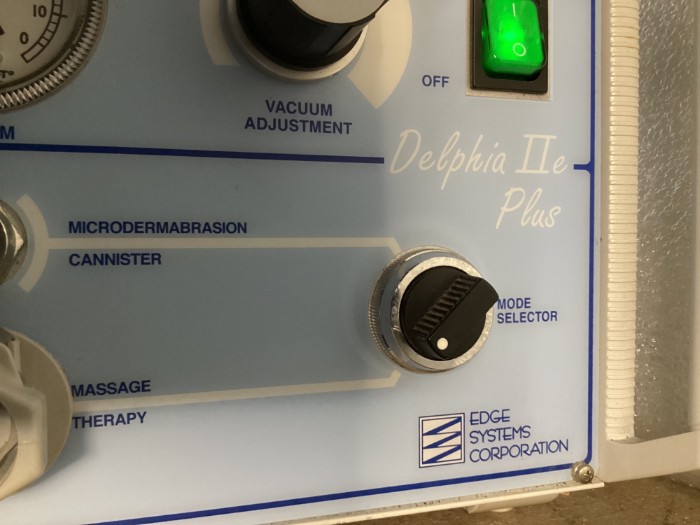 10
0
VACUUM
ADJUSTMENT
OFF
Delphia IIe
Plus
MICRODERMABRASION
CANNISTER
MODE
SELECTOR
MASSAGE
THERAPY
EDGE
SYSTEMS
CORPORATION